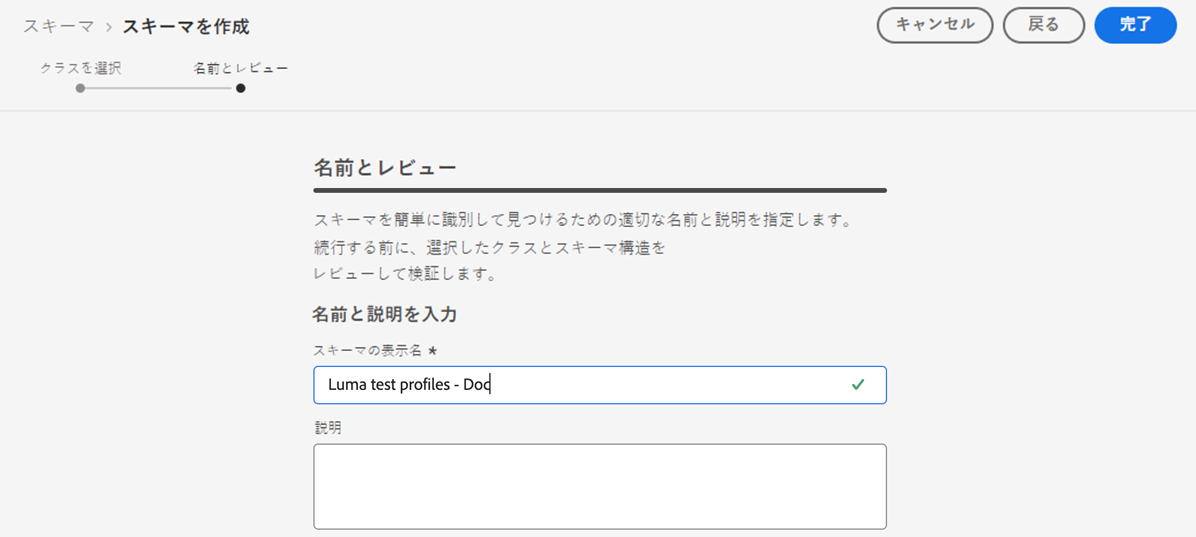 スキーマ › スキーマを作成
キャンセル 戻る 完了
クラスを選択 名前とレビュー
名前とレビュー
スキーマを簡単に識別して見つけるための適切な名前と説明を指定します。
続行する前に、選択したクラスとスキーマ構造を
レビューして検証します。
名前と説明を入力
スキーマの表示名 *
Luma test profiles - Doc
説明